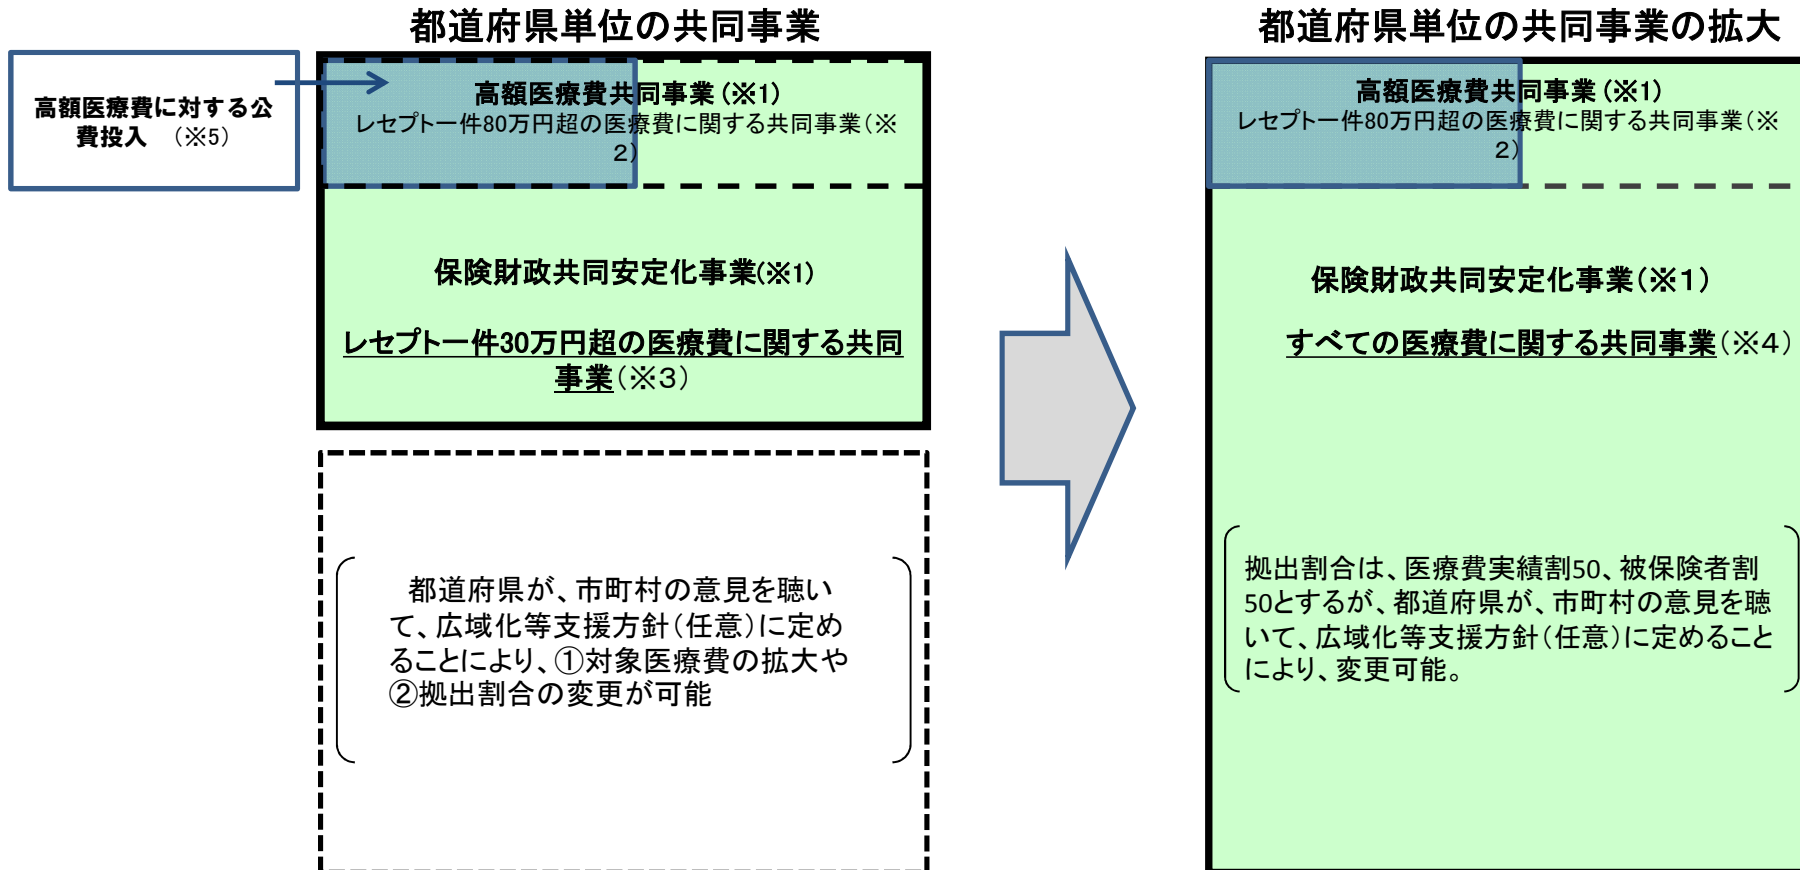 都道府県単位の共同事業
高額医療費に対する公
費投入　（※5）
高額医療費共同事業（※1）
レセプト一件80万円超の医療費に関する共同事業（※
2）
保険財政共同安定化事業(※1)
レセプト一件30万円超の医療費に関する共同
事業（※3）
都道府県が、市町村の意見を聴い
て、広域化等支援方針（任意）に定め
ることにより、①対象医療費の拡大や
②拠出割合の変更が可能
都道府県単位の共同事業の拡大
高額医療費共同事業（※1）
レセプト一件80万円超の医療費に関する共同事業（※
2）
保険財政共同安定化事業（※１）
すべての医療費に関する共同事業（※４）
拠出割合は、医療費実績割50、被保険者割
50とするが、都道府県が、市町村の意見を聴
いて、広域化等支援方針（任意）に定めること
により、変更可能。